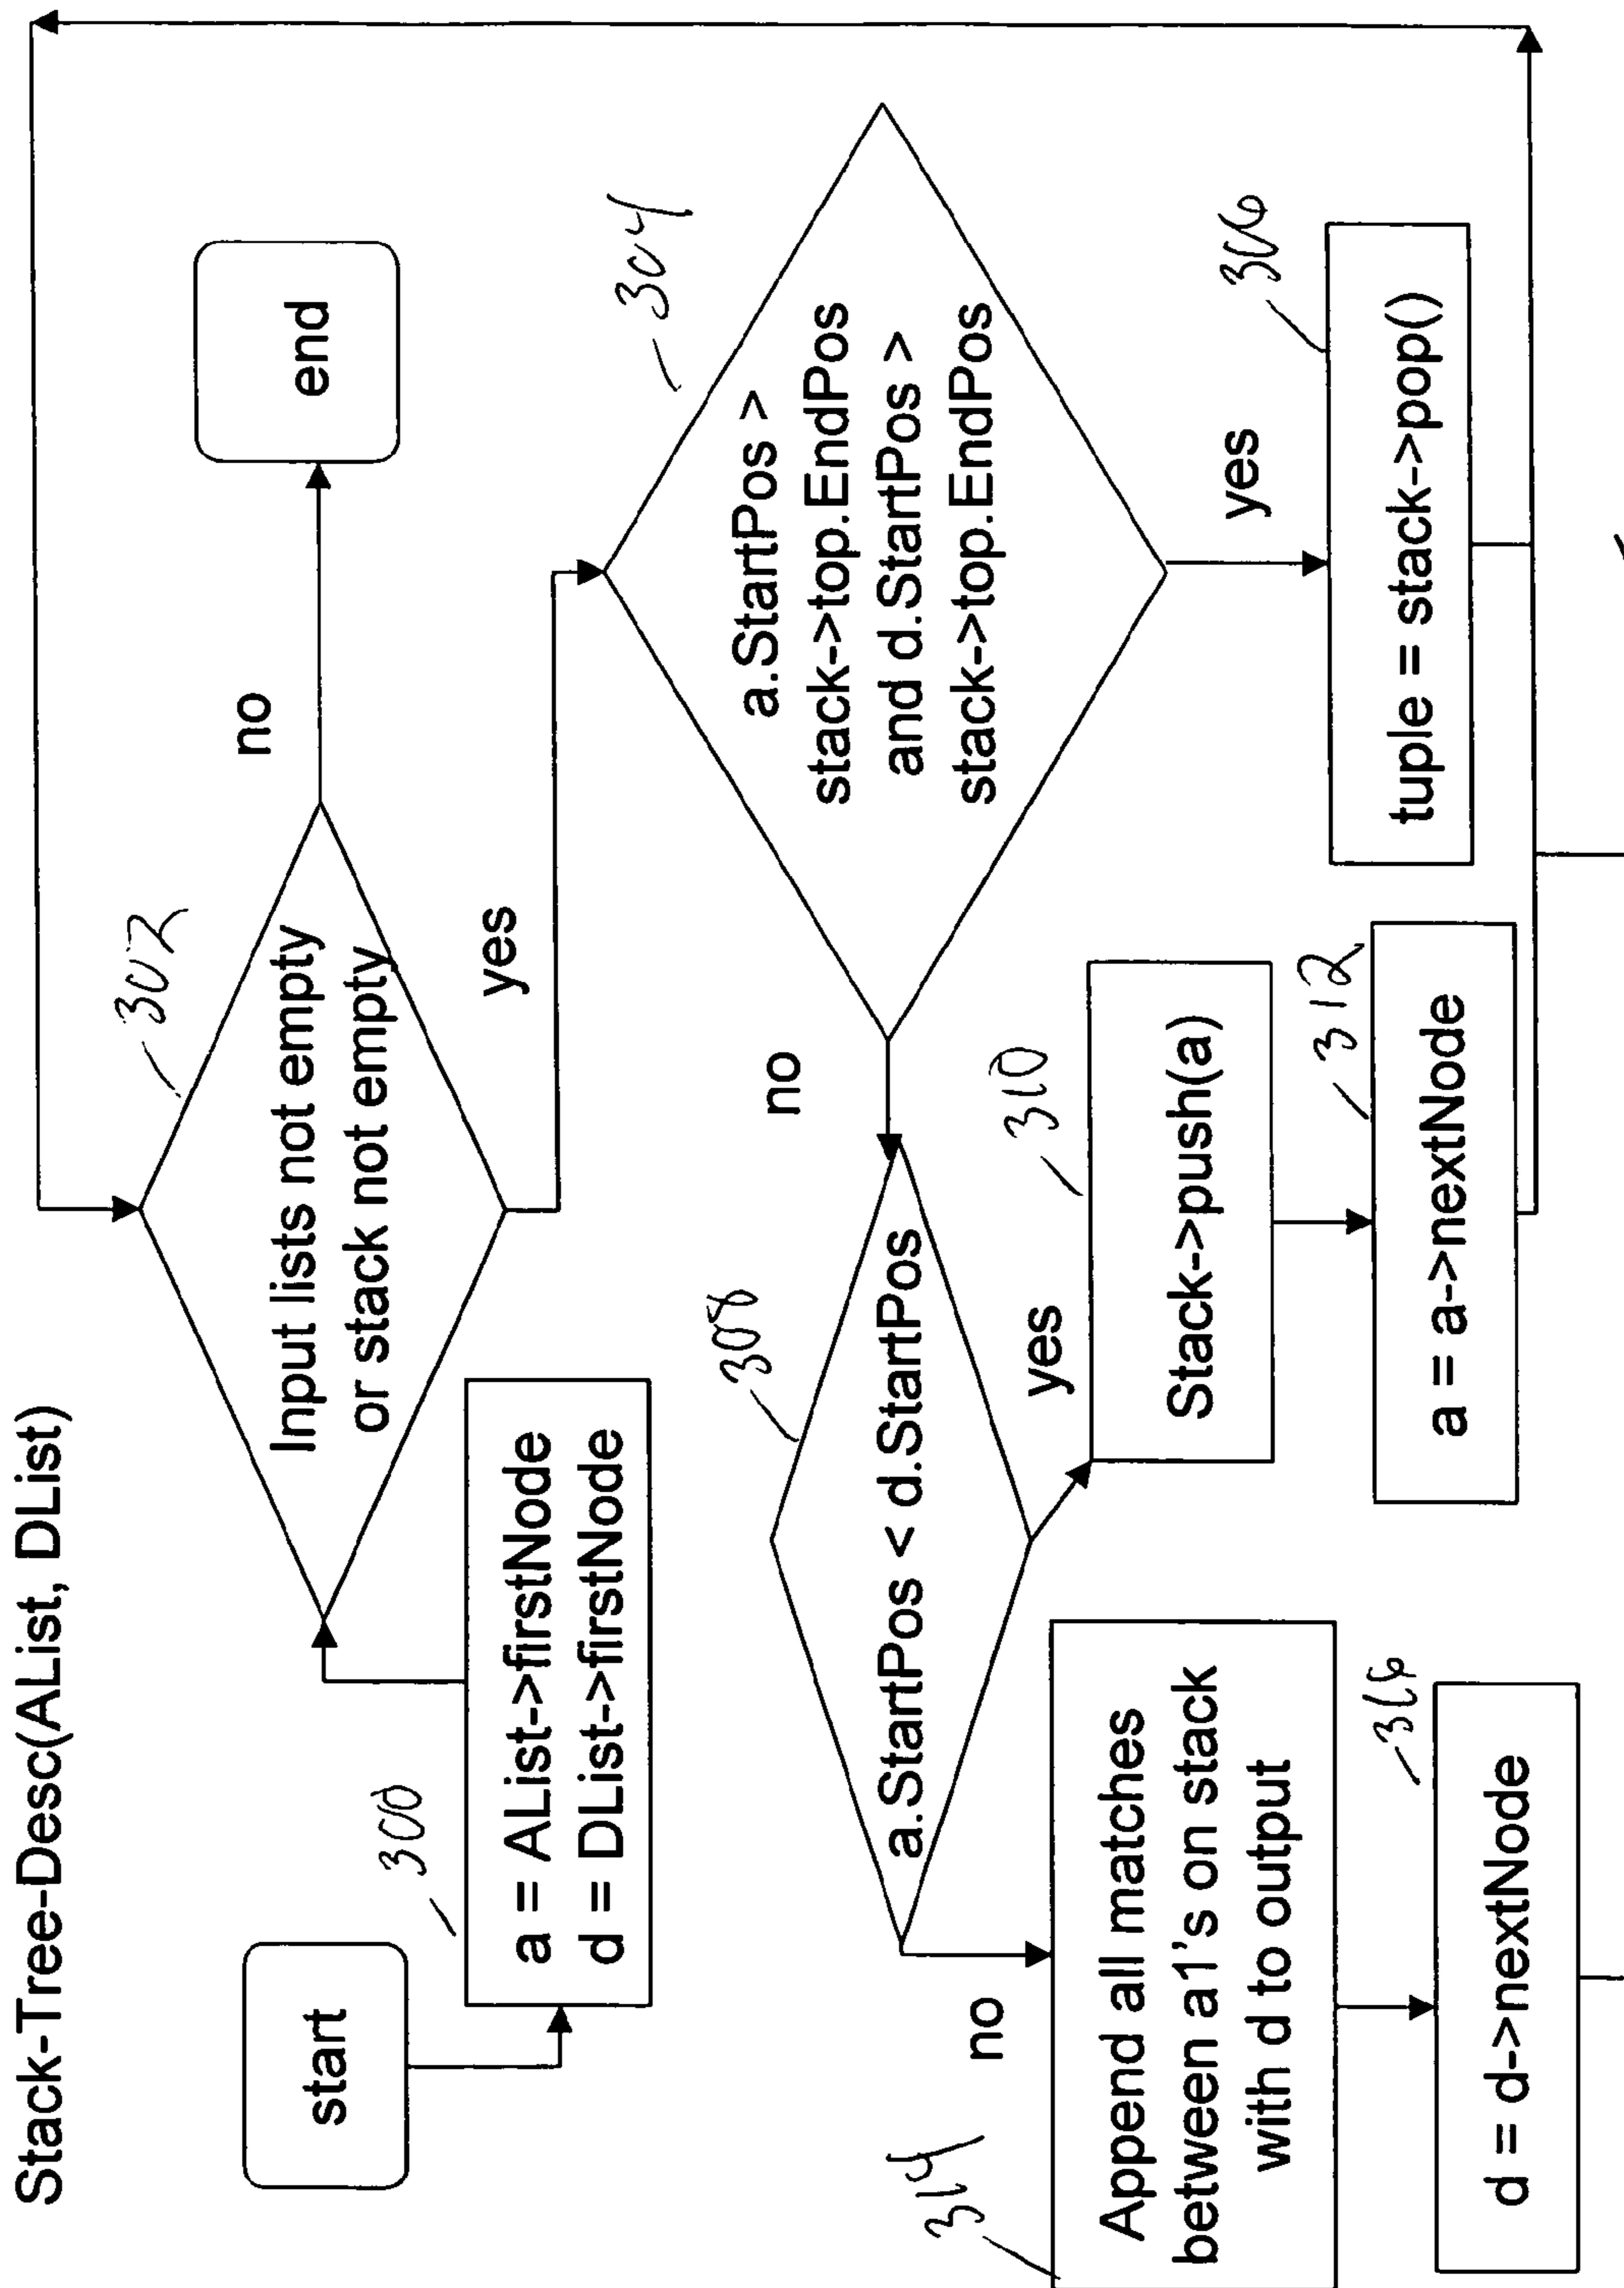 Stack-Tree-Desc(AList, DList)
start
300
a = AList->firstNode
d = DList->firstNode
302
Input lists not empty
or stack not empty
no
end
yes
304
a.StartPos >
stack->top.EndPos
and d.StartPos >
stack->top.EndPos
yes
306
tuple = stack->pop()
no
308
a.StartPos < d.StartPos
yes
310
Stack->push(a)
312
a = a->nextNode
no
314
Append all matches
between a1's on stack
with d to output
316
d = d->nextNode